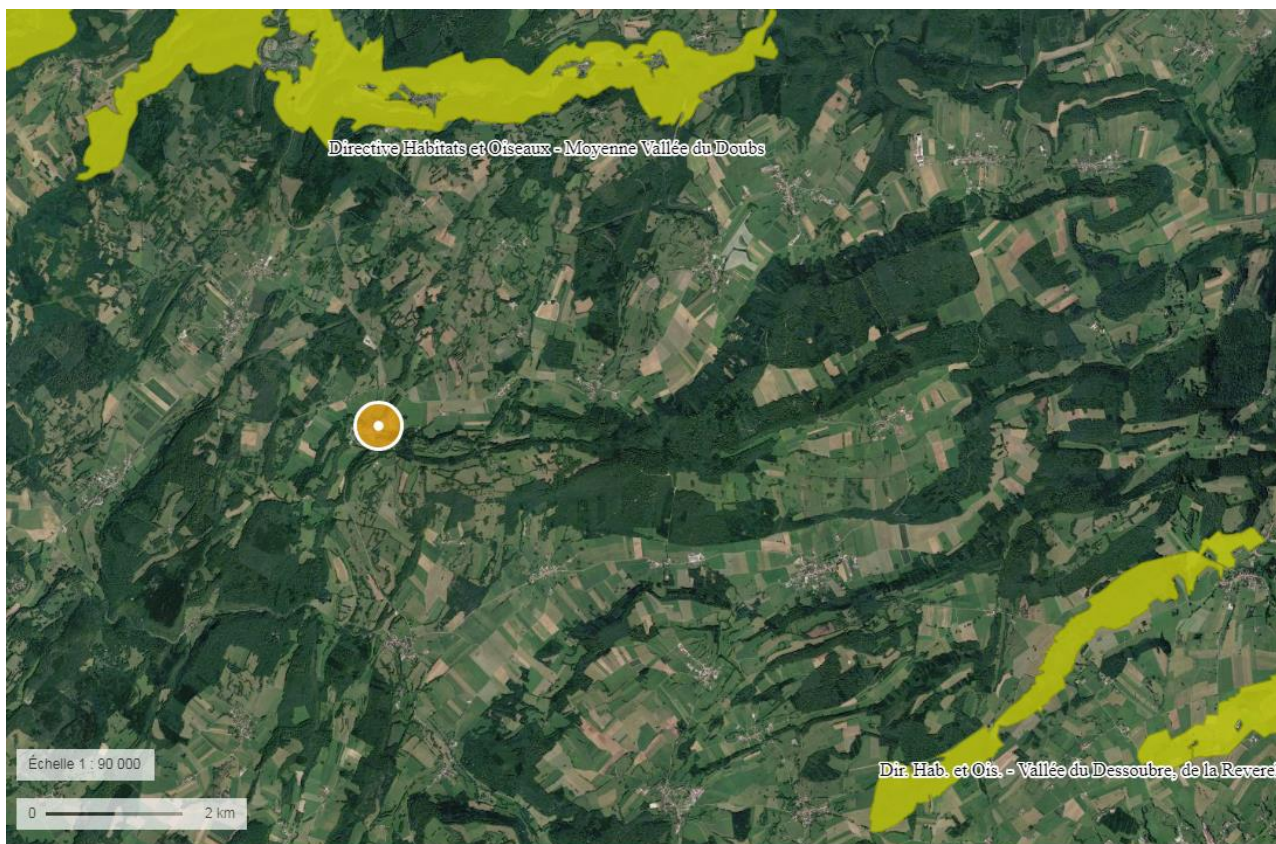 Directive Habitats et Oiseaux - Moyenne Vallée du Doubs
Dir. Hab. et Ois. - Vallée du Dessoubre, de la Revere
Échelle 1 : 90 000
0 2 km